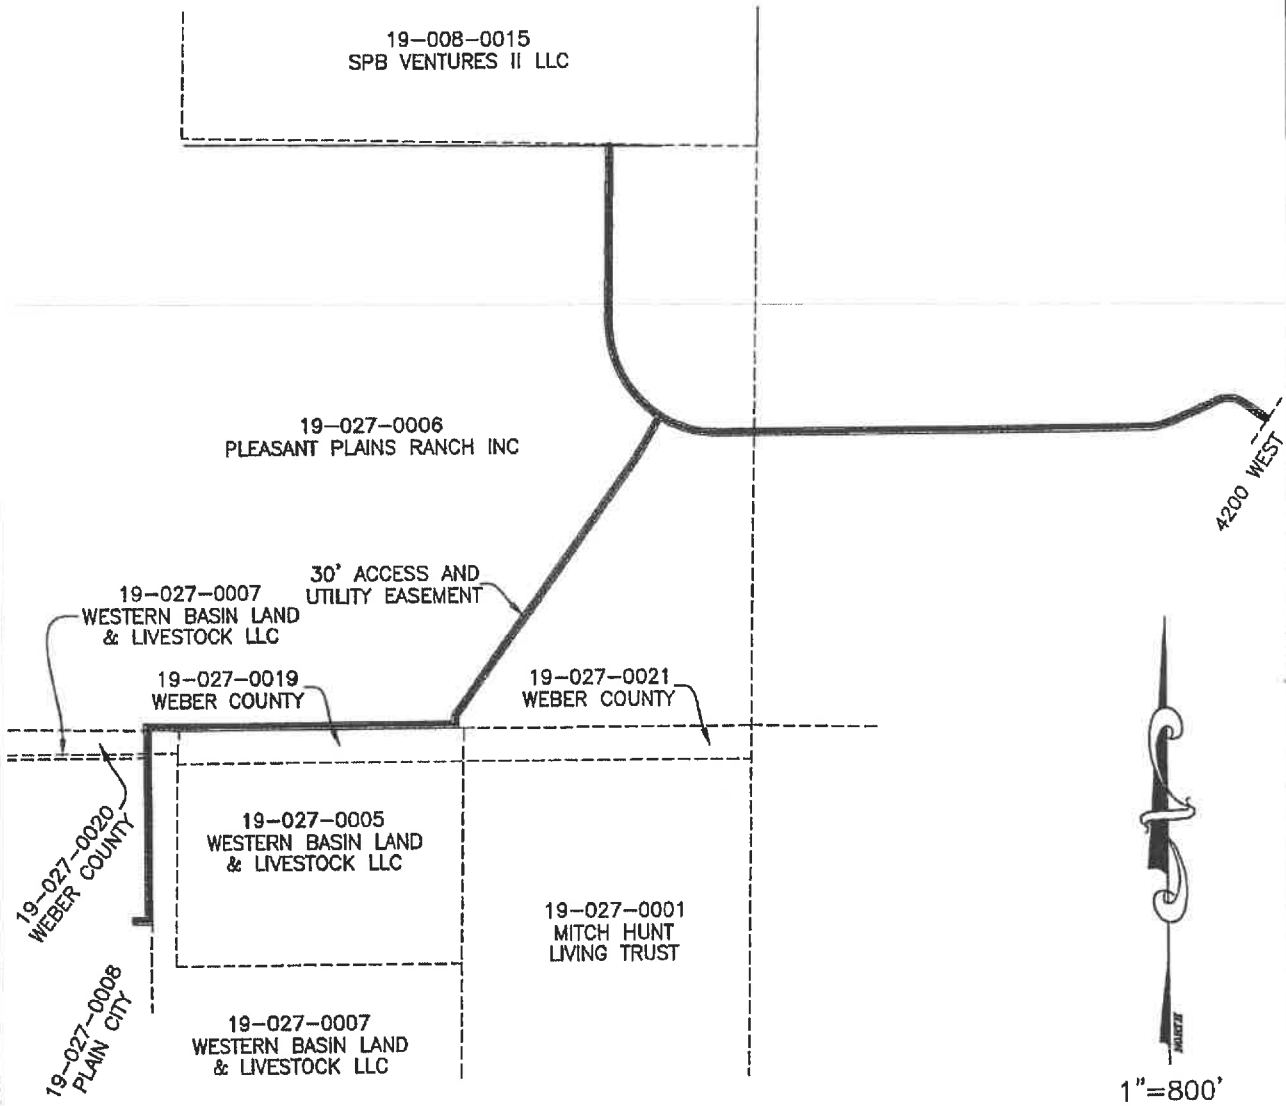 19-008-0015
SPB VENTURES II LLC
19-027-0006
PLEASANT PLAINS RANCH INC
4200 WEST
30' ACCESS AND
UTILITY EASEMENT
19-027-0007
WESTERN BASIN LAND
& LIVESTOCK LLC
19-027-0019
WEBER COUNTY
19-027-0021
WEBER COUNTY
19-027-0020
WEBER COUNTY
19-027-0005
WESTERN BASIN LAND
& LIVESTOCK LLC
19-027-0001
MITCH HUNT
LIVING TRUST
19-027-0008
PLAIN CITY
19-027-0007
WESTERN BASIN LAND
& LIVESTOCK LLC
NORTH
1"=800'